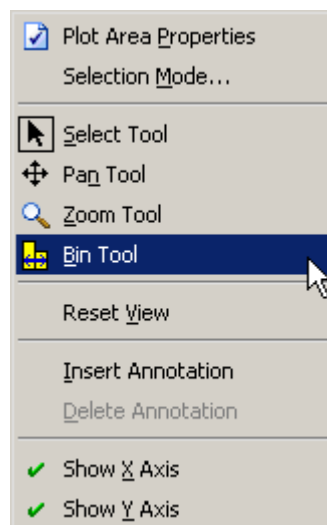 Plot Area Properties
Selection Mode...
Select Tool
Pan Tool
Zoom Tool
Bin Tool
Reset View
Insert Annotation
Delete Annotation
Show X Axis
Show Y Axis